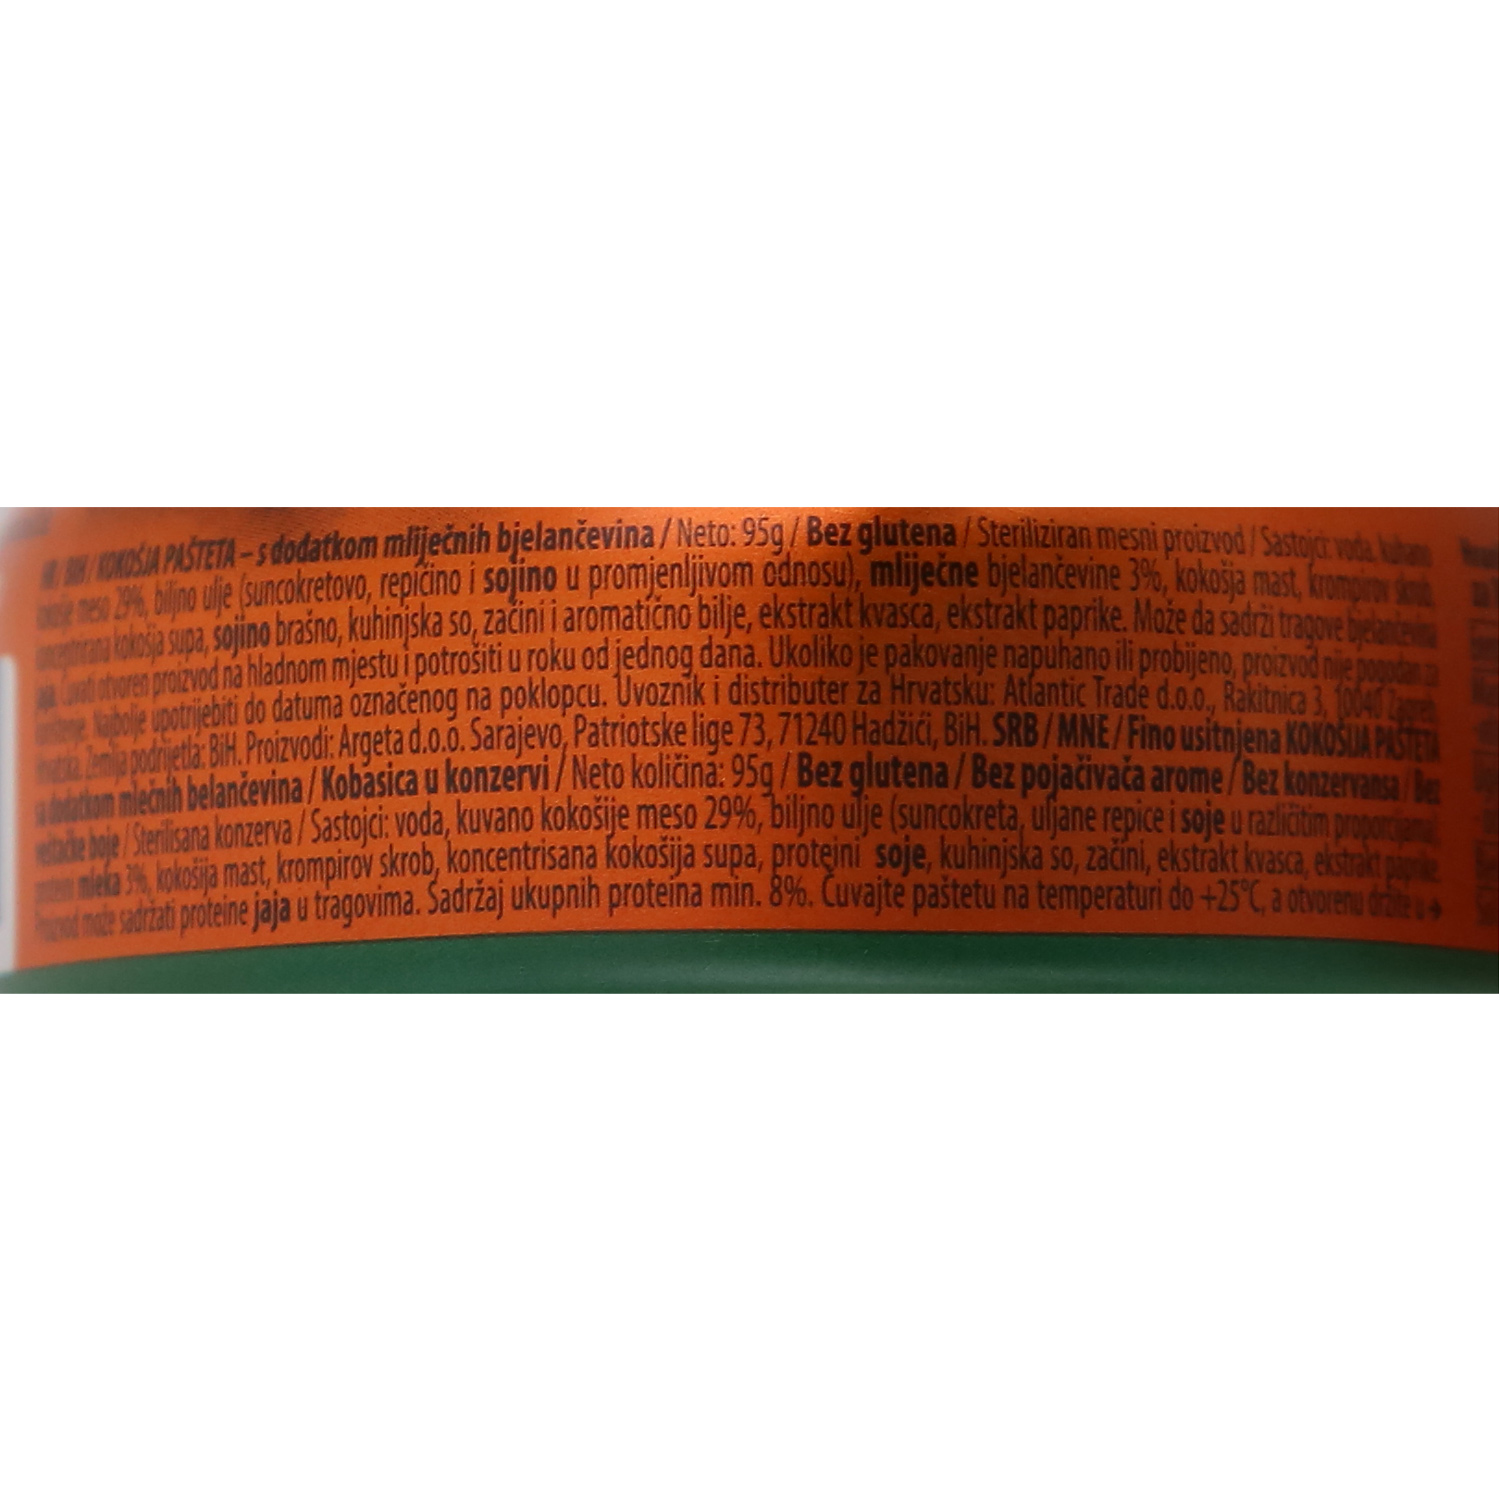 HR / BIH / KOKOŠJA PAŠTETA – s dodatkom mliječnih bjelančevina / Neto: 95g / Bez glutena / Steriliziran mesni proizvod / Sastojci: voda, kuhano
kokošje meso 29%, biljno ulje (suncokretovo, repičino i sojino u promjenljivom odnosu), mliječne bjelančevine 3%, kokošja mast, krompirov skrob,
koncentrirana kokošja supa, sojino brašno, kuhinjska so, začini i aromatično bilje, ekstrakt kvasca, ekstrakt paprike. Može da sadrži tragove bjelančevina
jaja. Čuvati otvoren proizvod na hladnom mjestu i potrošiti u roku od jednog dana. Ukoliko je pakovanje napuhano ili probijeno, proizvod nije pogodan za
Najbolje upotrijebiti do datuma označenog na poklopcu. Uvoznik i distributer za Hrvatsku: Atlantic Trade d.o.o., Rakitnica 3, 10040 Zagreb,
Hrvatska. Zemlja podrijetla: BiH. Proizvodi: Argeta d.o.o. Sarajevo, Patriotske lige 73, 71240 Hadžići, BiH. SRB / MNE / Fino usitnjena KOKOŠIJA PAŠTETA
sa dodatkom mlečnih belančevina / Kobasica u konzervi / Neto količina: 95g / Bez glutena / Bez pojačivača arome / Bez konzervansa / Bez
veštačke boje / Sterilisana konzerva / Sastojci: voda, kuvano kokošije meso 29%, biljno ulje (suncokreta, uljane repice i soje u različitim proporcijama)
proteini mleka 3%, kokošija mast, krompirov skrob, koncentrisana kokošija supa, proteini soje, kuhinjska so, začini, ekstrakt kvasca, ekstrakt paprike.
Proizvod može sadržati proteine jaja u tragovima. Sadržaj ukupnih proteina min. 8%. Čuvajte paštetu na temperaturi do +25°C, a otvorenu držite u →